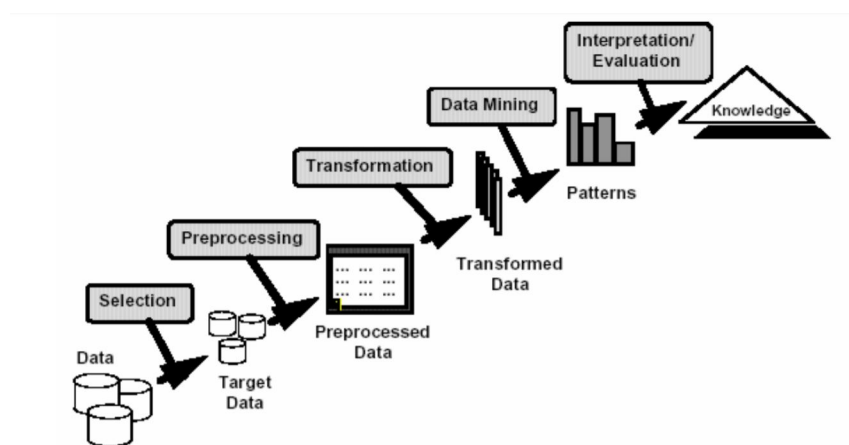 Interpretation/
Evaluation
Data Mining
Knowledge
Transformation
Patterns
Preprocessing
Transformed
Data
Selection
Preprocessed
Data
Data
Target
Data